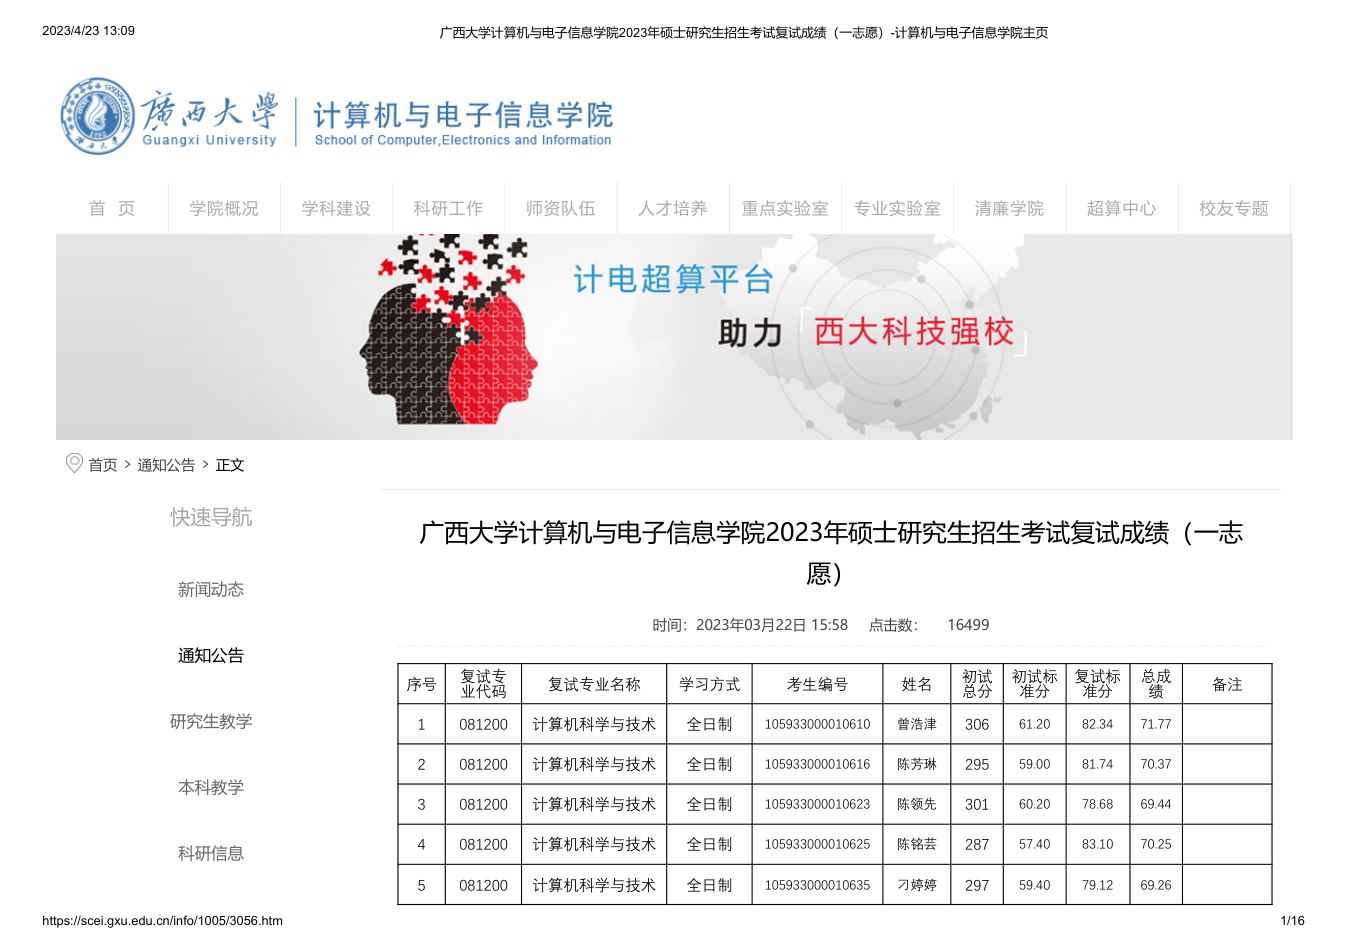 2023/4/23 13:09 广西大学计算机与电子信息学院2023年硕士研究生招生考试复试成绩（一志愿）-计算机与电子信息学院主页
廣西大學 计算机与电子信息学院
Guangxi University School of Computer,Electronics and Information
首 页 学院概况 学科建设 科研工作 师资队伍 人才培养 重点实验室 专业实验室 清廉学院 超算中心 校友专题
计电超算平台
助力「西大科技强校」
首页 > 通知公告 > 正文
快速导航
新闻动态
通知公告
研究生教学
本科教学
科研信息
广西大学计算机与电子信息学院2023年硕士研究生招生考试复试成绩（一志
愿）
时间：2023年03月22日 15:58 点击数： 16499
序号 复试专业代码 复试专业名称 学习方式 考生编号 姓名 初试总分 初试标准分 复试标准分 总成绩 备注
1 081200 计算机科学与技术 全日制 105933000010610 曾浩津 306 61.20 82.34 71.77
2 081200 计算机科学与技术 全日制 105933000010616 陈芳琳 295 59.00 81.74 70.37
3 081200 计算机科学与技术 全日制 105933000010623 陈领先 301 60.20 78.68 69.44
4 081200 计算机科学与技术 全日制 105933000010625 陈铭芸 287 57.40 83.10 70.25
5 081200 计算机科学与技术 全日制 105933000010635 刁婷婷 297 59.40 79.12 69.26
https://scei.gxu.edu.cn/info/1005/3056.htm 1/16